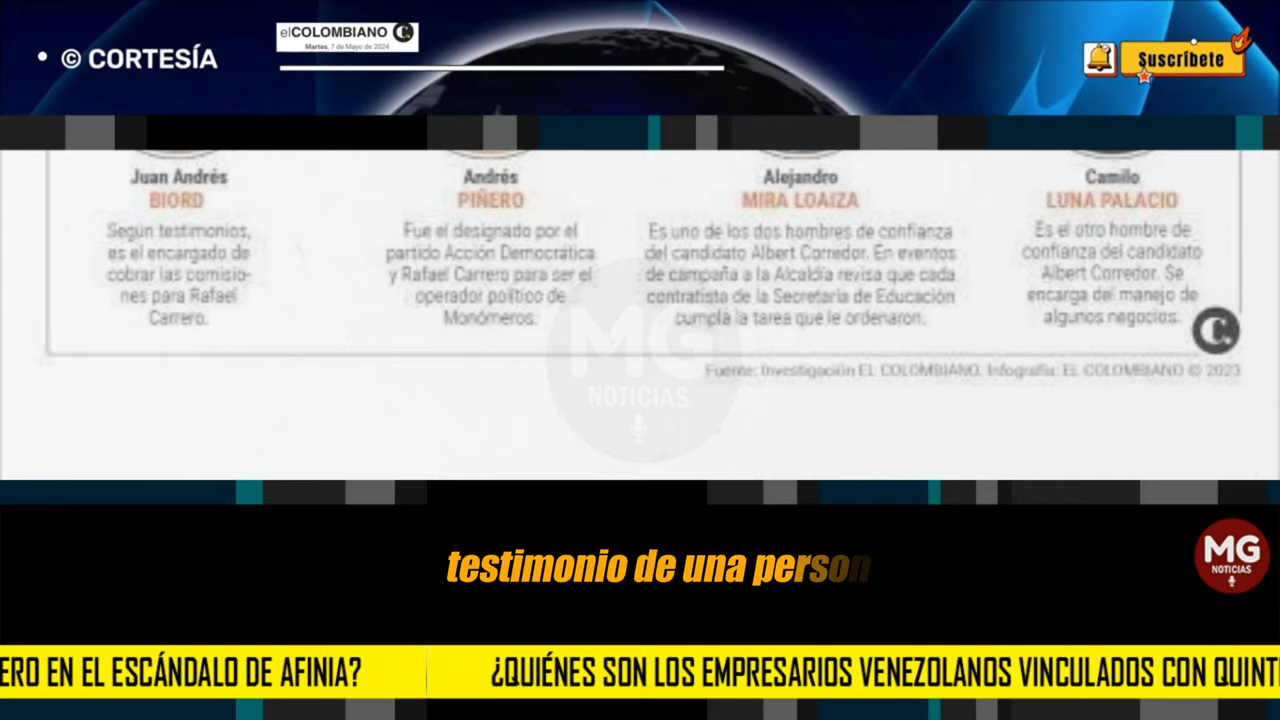 • © CORTESÍA
elCOLOMBIANO C
Martes, 7 de Mayo de 2024
Suscríbete
Juan Andrés
BIORD
Según testimonios,
es el encargado de
cobrar las comisio-
nes para Rafael
Carrero.
Andrés
PIÑERO
Fue el designado por el
partido Acción Democrática
y Rafael Carrero para ser el
operador político de
Monómeros.
Alejandro
MIRA LOAIZA
Es uno de los dos hombres de confianza
del candidato Albert Corredor. En eventos
de campaña a la Alcaldía revisa que cada
contratista de la Secretaría de Educación
cumpla la tarea que le ordenaron.
Camilo
LUNA PALACIO
Es el otro hombre de
confianza del candidato
Albert Corredor. Se
encarga del manejo de
algunos negocios.
C
Fuente: Investigación EL COLOMBIANO. Infografía: EL COLOMBIANO © 2023
MG
NOTICIAS
testimonio de una person
MG
NOTICIAS
ERO EN EL ESCÁNDALO DE AFINIA? ¿QUIÉNES SON LOS EMPRESARIOS VENEZOLANOS VINCULADOS CON QUINT